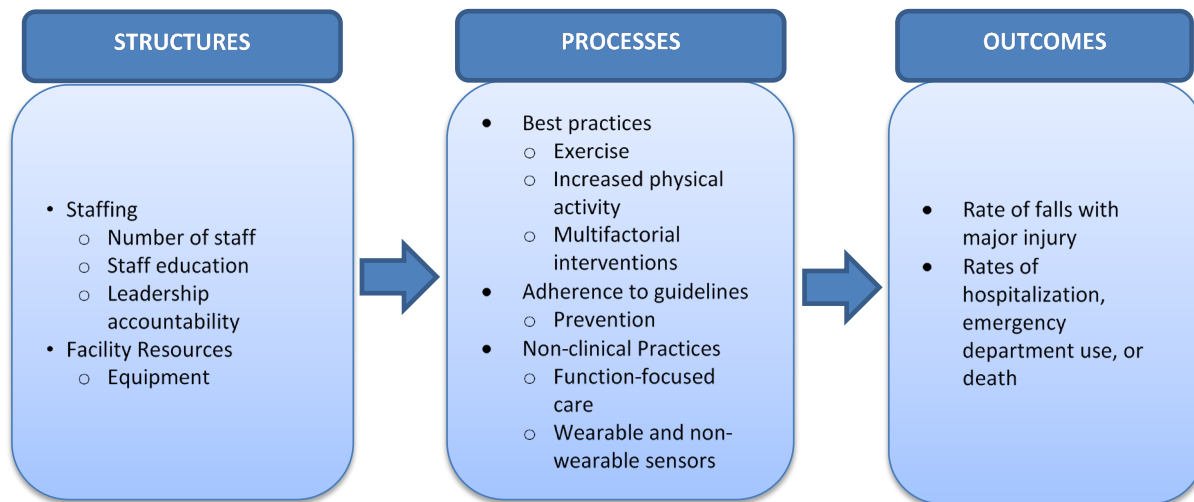 STRUCTURES
• Staffing
o Number of staff
o Staff education
o Leadership
accountability
• Facility Resources
o Equipment
PROCESSES
• Best practices
o Exercise
o Increased physical
activity
o Multifactorial
interventions
• Adherence to guidelines
o Prevention
• Non-clinical Practices
o Function-focused
care
o Wearable and non-
wearable sensors
OUTCOMES
• Rate of falls with
major injury
• Rates of
hospitalization,
emergency
department use, or
death